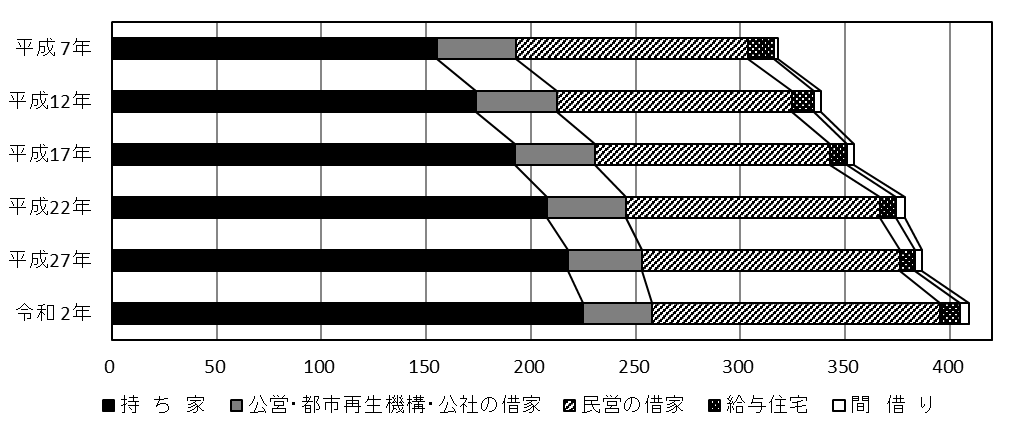 平成 7年
平成12年
平成17年
平成22年
平成27年
令和 2年
0 50 100 150 200 250 300 350 400
持 ち 家 公営・都市再生機構・公社の借家 民営の借家 給与住宅 間 借 り